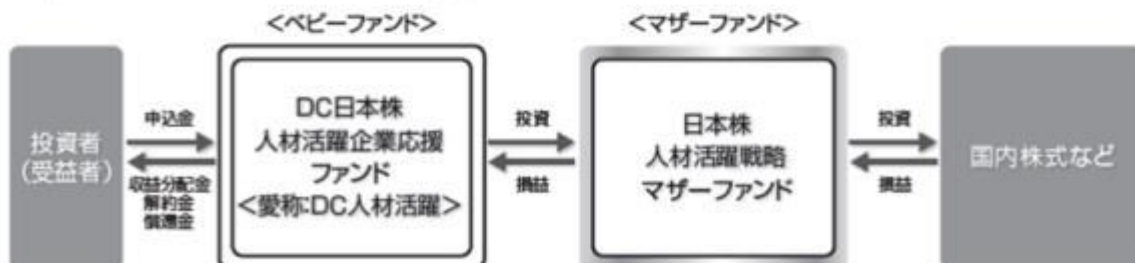 <ベビーファンド>
<マザーファンド>
投資者
(受益者)
申込金
収益分配金
解約金
償還金
DC日本株
人材活躍企業応援
ファンド
<愛称:DC人材活躍>
投資
損益
日本株
人材活躍戦略
マザーファンド
投資
損益
国内株式など